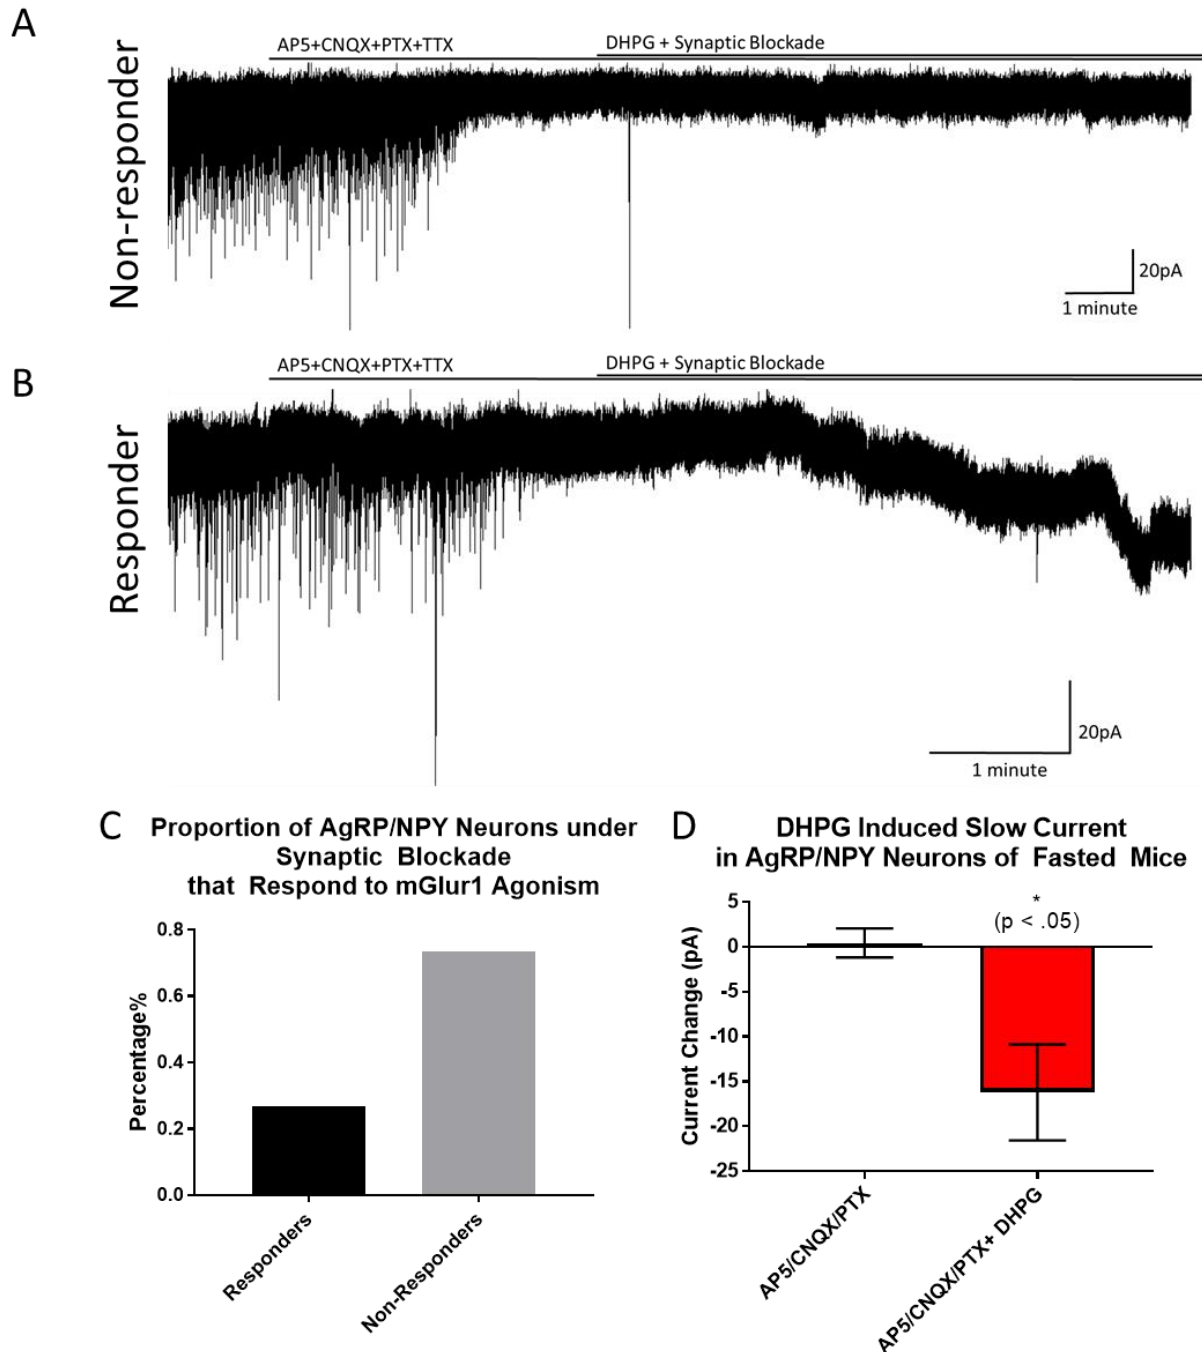 A
Non-responder
AP5+CNQX+PTX+TTX
DHPG + Synaptic Blockade
20pA
1 minute
B
Responder
AP5+CNQX+PTX+TTX
DHPG + Synaptic Blockade
20pA
1 minute
C
Proportion of AgRP/NPY Neurons under
Synaptic Blockade
that Respond to mGlur1 Agonism
Percentage%
0.8
0.6
0.4
0.2
0.0
Responders
Non-Responders
D
DHPG Induced Slow Current
in AgRP/NPY Neurons of Fasted Mice
Current Change (pA)
5
0
-5
-10
-15
-20
-25
*
(p < .05)
AP5/CNQX/PTX
AP5/CNQX/PTX+ DHPG